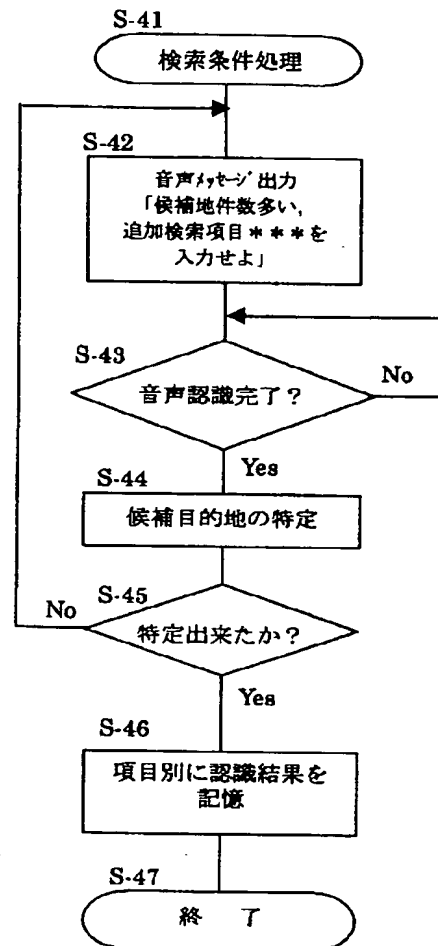 S-41
検索条件処理
S-42
音声メッセージ出力
「候補地件数多い,
追加検索項目＊＊＊を
入力せよ」
S-43
音声認識完了？
No
Yes
S-44
候補目的地の特定
S-45
No
特定出来たか？
Yes
S-46
項目別に認識結果を
記憶
S-47
終 了